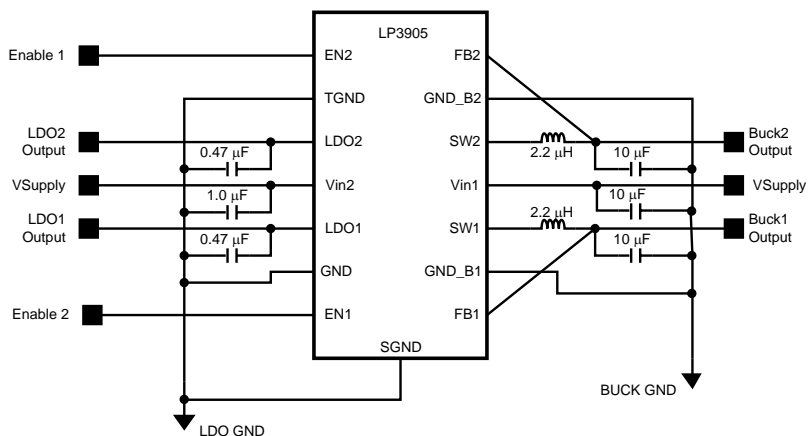 LP3905
Enable 1
EN2
FB2
TGND
GND_B2
LDO2
Output
0.47 μF
LDO2
SW2
2.2 μH
10 μF
Buck2
Output
VSupply
1.0 μF
Vin2
Vin1
10 μF
VSupply
LDO1
Output
0.47 μF
LDO1
SW1
2.2 μH
10 μF
Buck1
Output
GND
GND_B1
Enable 2
EN1
FB1
SGND
BUCK GND
LDO GND